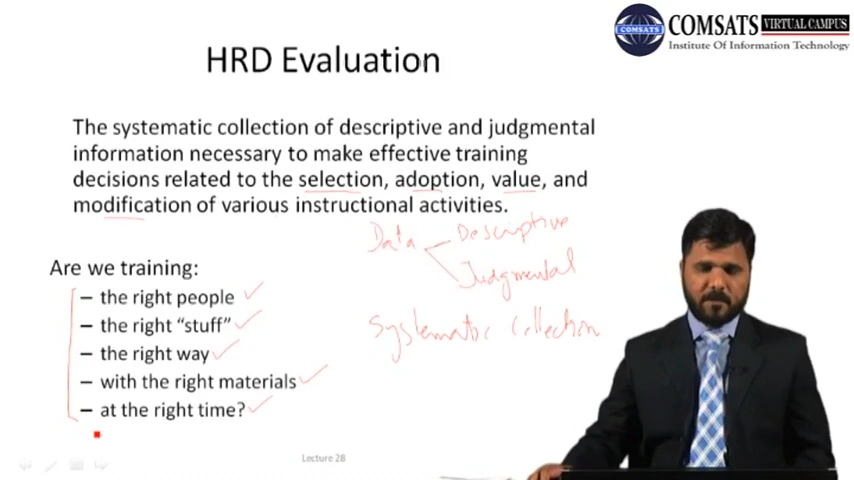 COMSATS VIRTUAL CAMPUS
COMSATS
Institute Of Information Technology
HRD Evaluation
The systematic collection of descriptive and judgmental
information necessary to make effective training
decisions related to the selection, adoption, value, and
modification of various instructional activities.
Data
Descriptive
Judgmental
Systematic Collection
Are we training:
– the right people
– the right “stuff”
– the right way
– with the right materials
– at the right time?
Lecture 28